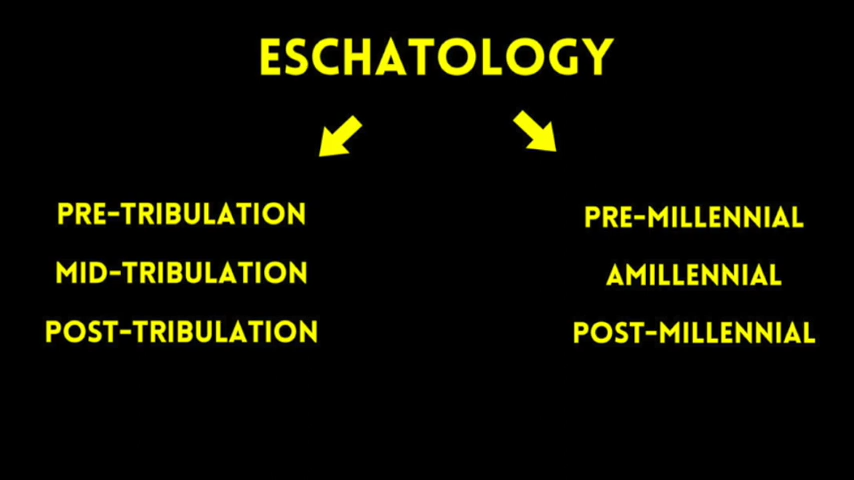 ESCHATOLOGY
PRE-TRIBULATION
MID-TRIBULATION
POST-TRIBULATION
PRE-MILLENNIAL
AMILLENNIAL
POST-MILLENNIAL